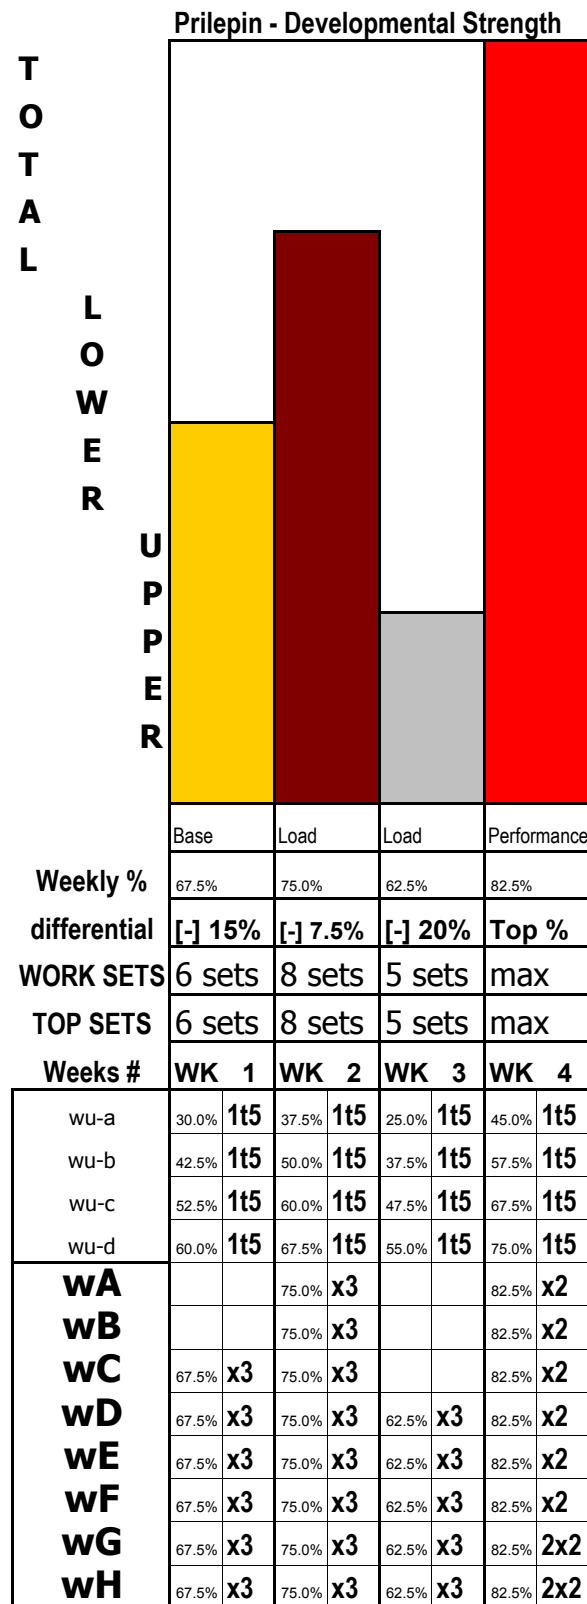 Prilepin - Developmental Strength
TOTAL
LOWER
UPPER
Base Load Load Performance
Weekly % 67.5% 75.0% 62.5% 82.5%
differential [-] 15% [-] 7.5% [-] 20% Top %
WORK SETS 6 sets 8 sets 5 sets max
TOP SETS 6 sets 8 sets 5 sets max
Weeks # WK 1 WK 2 WK 3 WK 4
wu-a 30.0% 1t5 37.5% 1t5 25.0% 1t5 45.0% 1t5
wu-b 42.5% 1t5 50.0% 1t5 37.5% 1t5 57.5% 1t5
wu-c 52.5% 1t5 60.0% 1t5 47.5% 1t5 67.5% 1t5
wu-d 60.0% 1t5 67.5% 1t5 55.0% 1t5 75.0% 1t5
wA 75.0% x3 82.5% x2
wB 75.0% x3 82.5% x2
wC 67.5% x3 75.0% x3 82.5% x2
wD 67.5% x3 75.0% x3 62.5% x3 82.5% x2
wE 67.5% x3 75.0% x3 62.5% x3 82.5% x2
wF 67.5% x3 75.0% x3 62.5% x3 82.5% x2
wG 67.5% x3 75.0% x3 62.5% x3 82.5% 2x2
wH 67.5% x3 75.0% x3 62.5% x3 82.5% 2x2